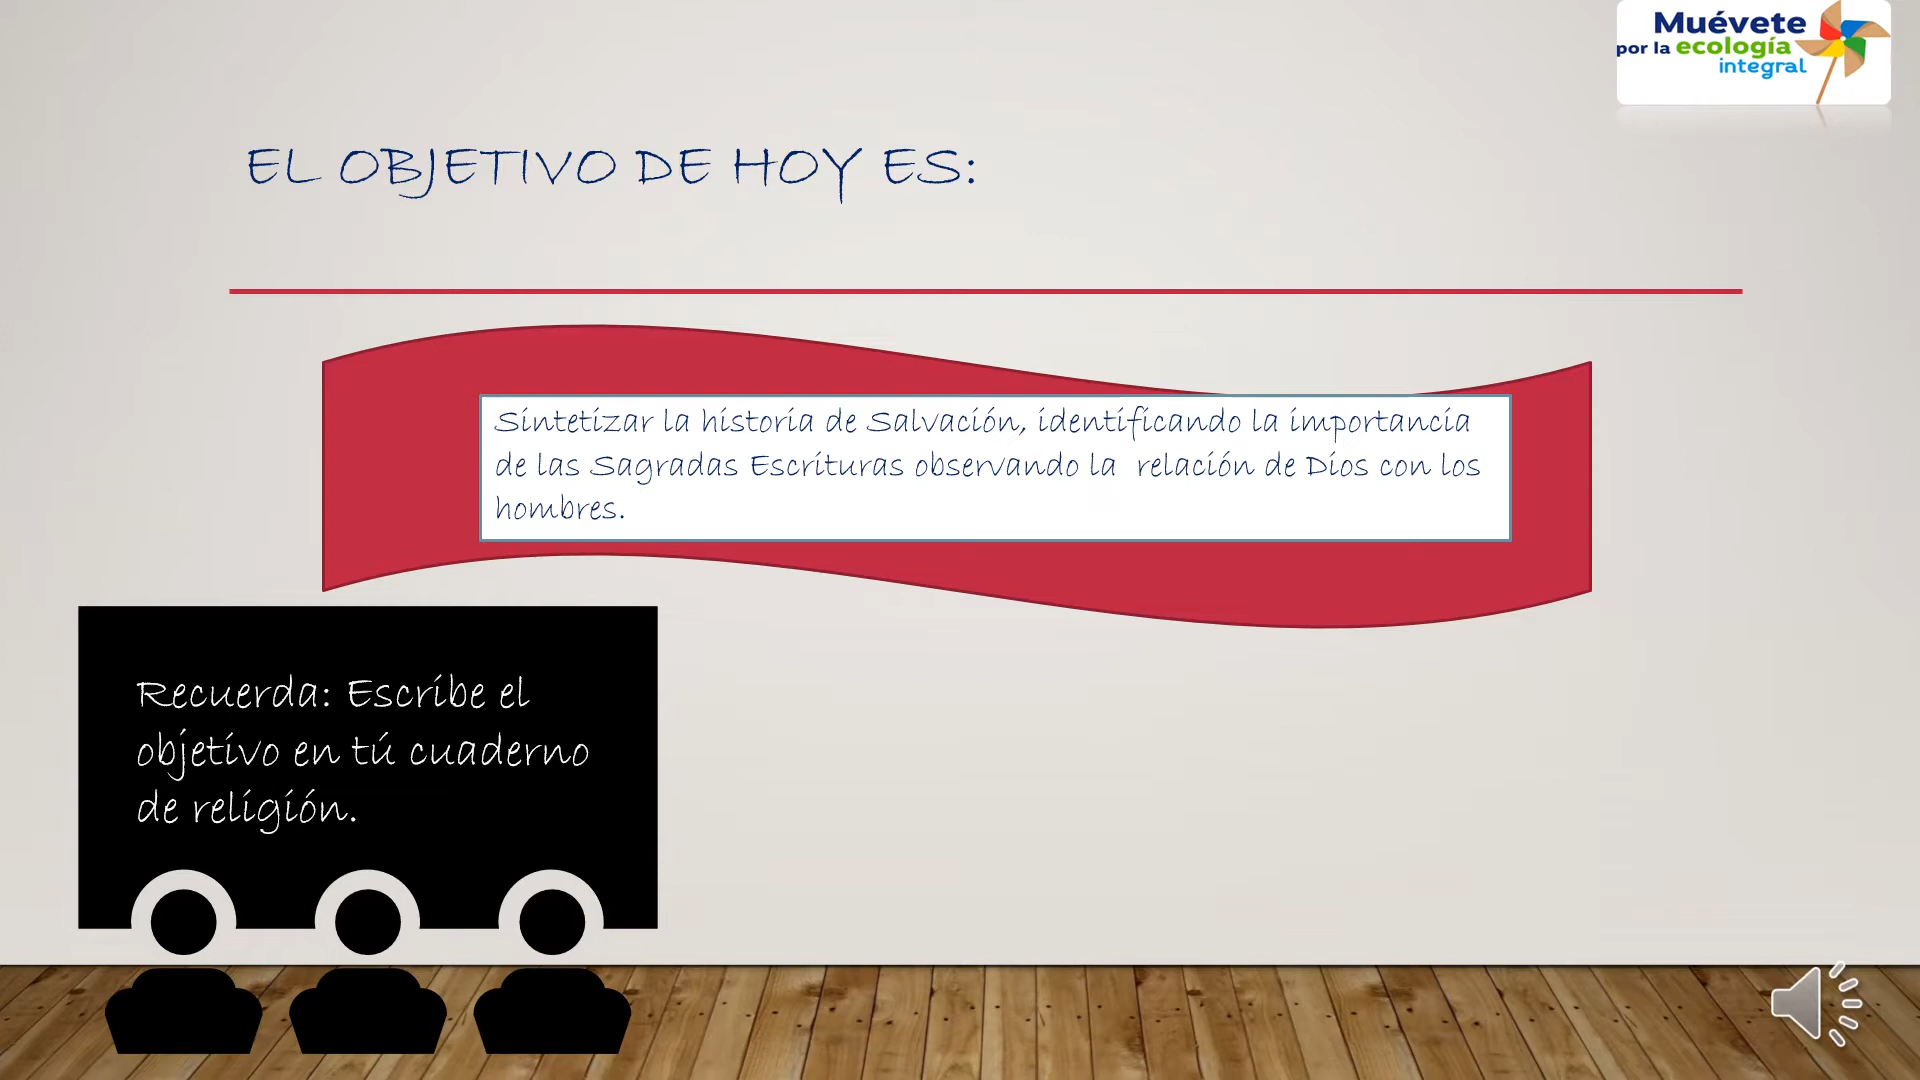 Muévete
por la ecología
integral
EL OBJETIVO DE HOY ES:
Sintetizar la historia de Salvación, identificando la importancia
de las Sagradas Escrituras observando la relación de Dios con los
hombres.
Recuerda: Escribe el
objetivo en tú cuaderno
de religión.